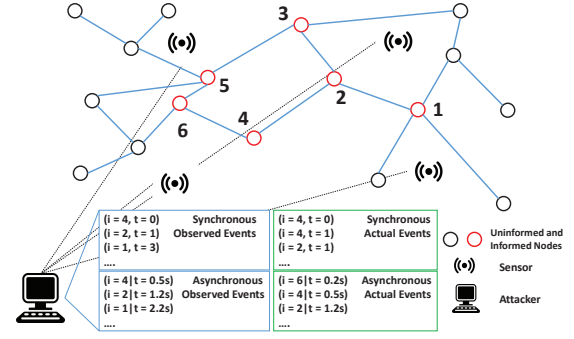 3
5
2
1
6
4
(i = 4, t = 0) Synchronous
(i = 2, t = 1) Observed Events
(i = 1, t = 3)
....
(i = 4, t = 0) Synchronous
(i = 4, t = 1) Actual Events
(i = 2, t = 1)
...
(i = 4|t = 0.5s) Asynchronous
(i = 2|t = 1.2s) Observed Events
(i = 1|t = 2.2s)
....
(i = 6|t = 0.2s) Asynchronous
(i = 4|t = 0.5s) Actual Events
(i = 2|t = 1.2s)
....
Uninformed and
Informed Nodes
Sensor
Attacker